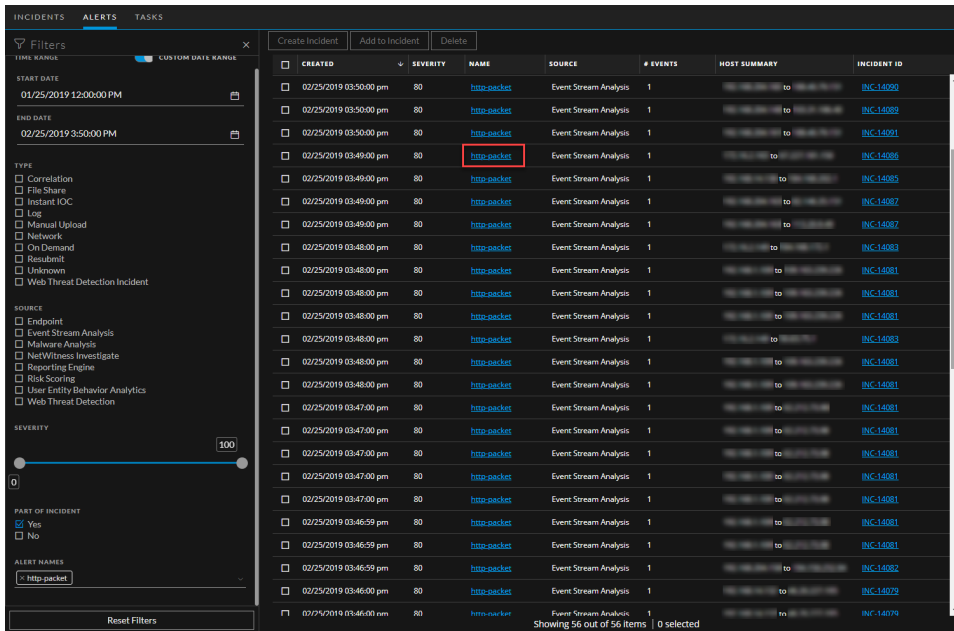 INCIDENTS ALERTS TASKS
Filters ×
Create Incident Add to Incident Delete
TIME RANGE CUSTOM DATE RANGE
START DATE
01/25/2019 12:00:00 PM
END DATE
02/25/2019 3:50:00 PM
TYPE
Correlation
File Share
Instant IOC
Log
Manual Upload
Network
On Demand
Resubmit
Unknown
Web Threat Detection Incident
SOURCE
Endpoint
Event Stream Analysis
Malware Analysis
NetWitness Investigate
Reporting Engine
Risk Scoring
User Entity Behavior Analytics
Web Threat Detection
SEVERITY
100
0
PART OF INCIDENT
Yes
No
ALERT NAMES
× http-packet
Reset Filters
CREATED SEVERITY NAME SOURCE # EVENTS HOST SUMMARY INCIDENT ID
02/25/2019 03:50:00 pm 80 http-packet Event Stream Analysis 1 to INC-14090
02/25/2019 03:50:00 pm 80 http-packet Event Stream Analysis 1 to INC-14089
02/25/2019 03:50:00 pm 80 http-packet Event Stream Analysis 1 to INC-14091
02/25/2019 03:49:00 pm 80 http-packet Event Stream Analysis 1 to INC-14086
02/25/2019 03:49:00 pm 80 http-packet Event Stream Analysis 1 to INC-14085
02/25/2019 03:49:00 pm 80 http-packet Event Stream Analysis 1 to INC-14087
02/25/2019 03:49:00 pm 80 http-packet Event Stream Analysis 1 to INC-14087
02/25/2019 03:48:00 pm 80 http-packet Event Stream Analysis 1 to INC-14083
02/25/2019 03:48:00 pm 80 http-packet Event Stream Analysis 1 to INC-14081
02/25/2019 03:48:00 pm 80 http-packet Event Stream Analysis 1 to INC-14081
02/25/2019 03:48:00 pm 80 http-packet Event Stream Analysis 1 to INC-14081
02/25/2019 03:48:00 pm 80 http-packet Event Stream Analysis 1 to INC-14083
02/25/2019 03:48:00 pm 80 http-packet Event Stream Analysis 1 to INC-14081
02/25/2019 03:48:00 pm 80 http-packet Event Stream Analysis 1 to INC-14081
02/25/2019 03:47:00 pm 80 http-packet Event Stream Analysis 1 to INC-14081
02/25/2019 03:47:00 pm 80 http-packet Event Stream Analysis 1 to INC-14081
02/25/2019 03:47:00 pm 80 http-packet Event Stream Analysis 1 to INC-14081
02/25/2019 03:47:00 pm 80 http-packet Event Stream Analysis 1 to INC-14081
02/25/2019 03:47:00 pm 80 http-packet Event Stream Analysis 1 to INC-14081
02/25/2019 03:46:59 pm 80 http-packet Event Stream Analysis 1 to INC-14081
02/25/2019 03:46:59 pm 80 http-packet Event Stream Analysis 1 to INC-14081
02/25/2019 03:46:59 pm 80 http-packet Event Stream Analysis 1 to INC-14082
02/25/2019 03:46:00 pm 80 http-packet Event Stream Analysis 1 to INC-14079
02/25/2019 03:46:00 pm 80 http-packet Event Stream Analysis 1 to INC-14079
Showing 56 out of 56 items | 0 selected